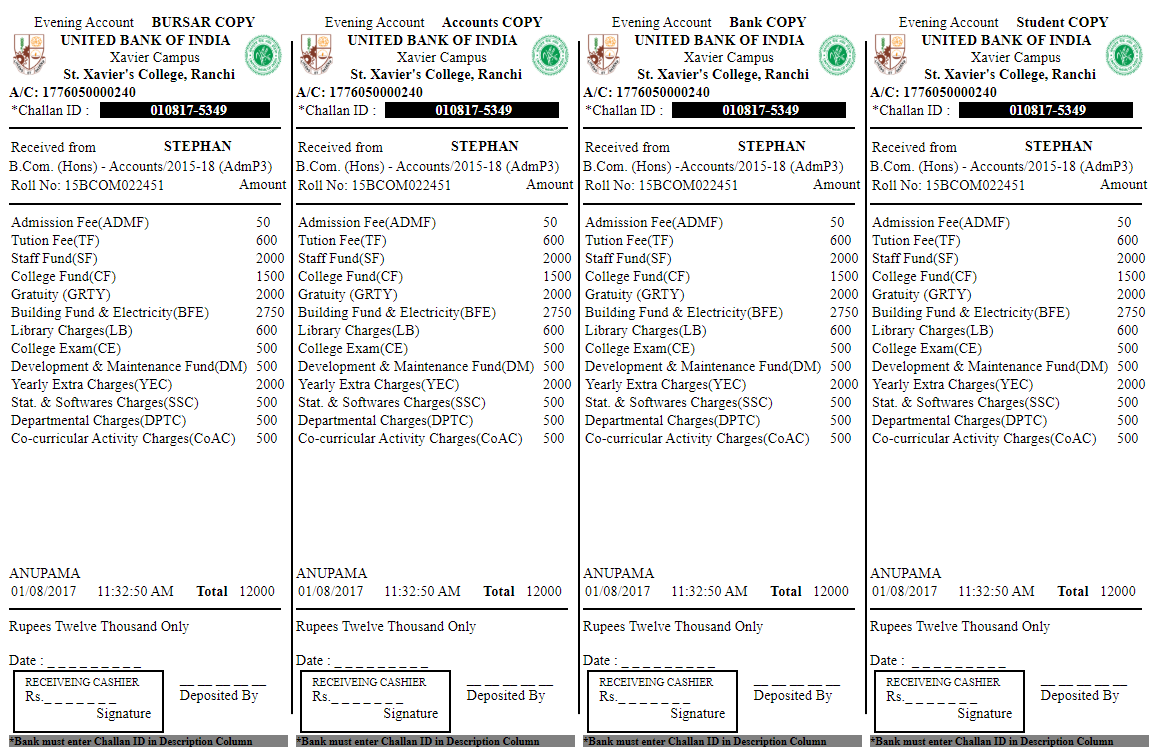 Evening Account BURSAR COPY
UNITED BANK OF INDIA
Xavier Campus
St. Xavier's College, Ranchi
A/C: 1776050000240
*Challan ID : 010817-5349
Received from STEPHAN
B.Com. (Hons) - Accounts/2015-18 (AdmP3)
Roll No: 15BCOM022451 Amount
Admission Fee(ADMF) 50
Tution Fee(TF) 600
Staff Fund(SF) 2000
College Fund(CF) 1500
Gratuity (GRTY) 2000
Building Fund & Electricity(BFE) 2750
Library Charges(LB) 600
College Exam(CE) 500
Development & Maintenance Fund(DM) 500
Yearly Extra Charges(YEC) 2000
Stat. & Softwares Charges(SSC) 500
Departmental Charges(DPTC) 500
Co-curricular Activity Charges(CoAC) 500
ANUPAMA
01/08/2017 11:32:50 AM Total 12000
Rupees Twelve Thousand Only
Date : _ _ _ _ _ _ _ _ _
RECEIVEING CASHIER
Rs._ _ _ _ _ _ _
Signature
_ _ _ _ _
Deposited By
*Bank must enter Challan ID in Description Column
Evening Account Accounts COPY
UNITED BANK OF INDIA
Xavier Campus
St. Xavier's College, Ranchi
A/C: 1776050000240
*Challan ID : 010817-5349
Received from STEPHAN
B.Com. (Hons) - Accounts/2015-18 (AdmP3)
Roll No: 15BCOM022451 Amount
Admission Fee(ADMF) 50
Tution Fee(TF) 600
Staff Fund(SF) 2000
College Fund(CF) 1500
Gratuity (GRTY) 2000
Building Fund & Electricity(BFE) 2750
Library Charges(LB) 600
College Exam(CE) 500
Development & Maintenance Fund(DM) 500
Yearly Extra Charges(YEC) 2000
Stat. & Softwares Charges(SSC) 500
Departmental Charges(DPTC) 500
Co-curricular Activity Charges(CoAC) 500
ANUPAMA
01/08/2017 11:32:50 AM Total 12000
Rupees Twelve Thousand Only
Date : _ _ _ _ _ _ _ _ _
RECEIVEING CASHIER
Rs._ _ _ _ _ _ _
Signature
_ _ _ _ _
Deposited By
*Bank must enter Challan ID in Description Column
Evening Account Bank COPY
UNITED BANK OF INDIA
Xavier Campus
St. Xavier's College, Ranchi
A/C: 1776050000240
*Challan ID : 010817-5349
Received from STEPHAN
B.Com. (Hons) -Accounts/2015-18 (AdmP3)
Roll No: 15BCOM022451 Amount
Admission Fee(ADMF) 50
Tution Fee(TF) 600
Staff Fund(SF) 2000
College Fund(CF) 1500
Gratuity (GRTY) 2000
Building Fund & Electricity(BFE) 2750
Library Charges(LB) 600
College Exam(CE) 500
Development & Maintenance Fund(DM) 500
Yearly Extra Charges(YEC) 2000
Stat. & Softwares Charges(SSC) 500
Departmental Charges(DPTC) 500
Co-curricular Activity Charges(CoAC) 500
ANUPAMA
01/08/2017 11:32:50 AM Total 12000
Rupees Twelve Thousand Only
Date : _ _ _ _ _ _ _ _ _
RECEIVEING CASHIER
Rs._ _ _ _ _ _ _
Signature
_ _ _ _ _
Deposited By
*Bank must enter Challan ID in Description Column
Evening Account Student COPY
UNITED BANK OF INDIA
Xavier Campus
St. Xavier's College, Ranchi
A/C: 1776050000240
*Challan ID : 010817-5349
Received from STEPHAN
B.Com. (Hons) - Accounts/2015-18 (AdmP3)
Roll No: 15BCOM022451 Amount
Admission Fee(ADMF) 50
Tution Fee(TF) 600
Staff Fund(SF) 2000
College Fund(CF) 1500
Gratuity (GRTY) 2000
Building Fund & Electricity(BFE) 2750
Library Charges(LB) 600
College Exam(CE) 500
Development & Maintenance Fund(DM) 500
Yearly Extra Charges(YEC) 2000
Stat. & Softwares Charges(SSC) 500
Departmental Charges(DPTC) 500
Co-curricular Activity Charges(CoAC) 500
ANUPAMA
01/08/2017 11:32:50 AM Total 12000
Rupees Twelve Thousand Only
Date : _ _ _ _ _ _ _ _ _
RECEIVEING CASHIER
Rs._ _ _ _ _ _ _
Signature
_ _ _ _ _
Deposited By
*Bank must enter Challan ID in Description Column